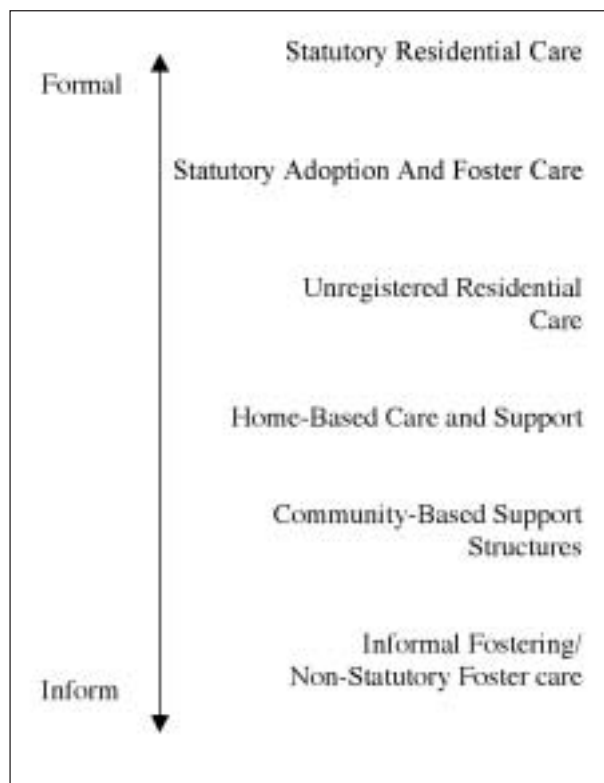 Statutory Residential Care
Formal
Statutory Adoption And Foster Care
Unregistered Residential
Care
Home-Based Care and Support
Community-Based Support
Structures
Informal Fostering/
Non-Statutory Foster care
Inform